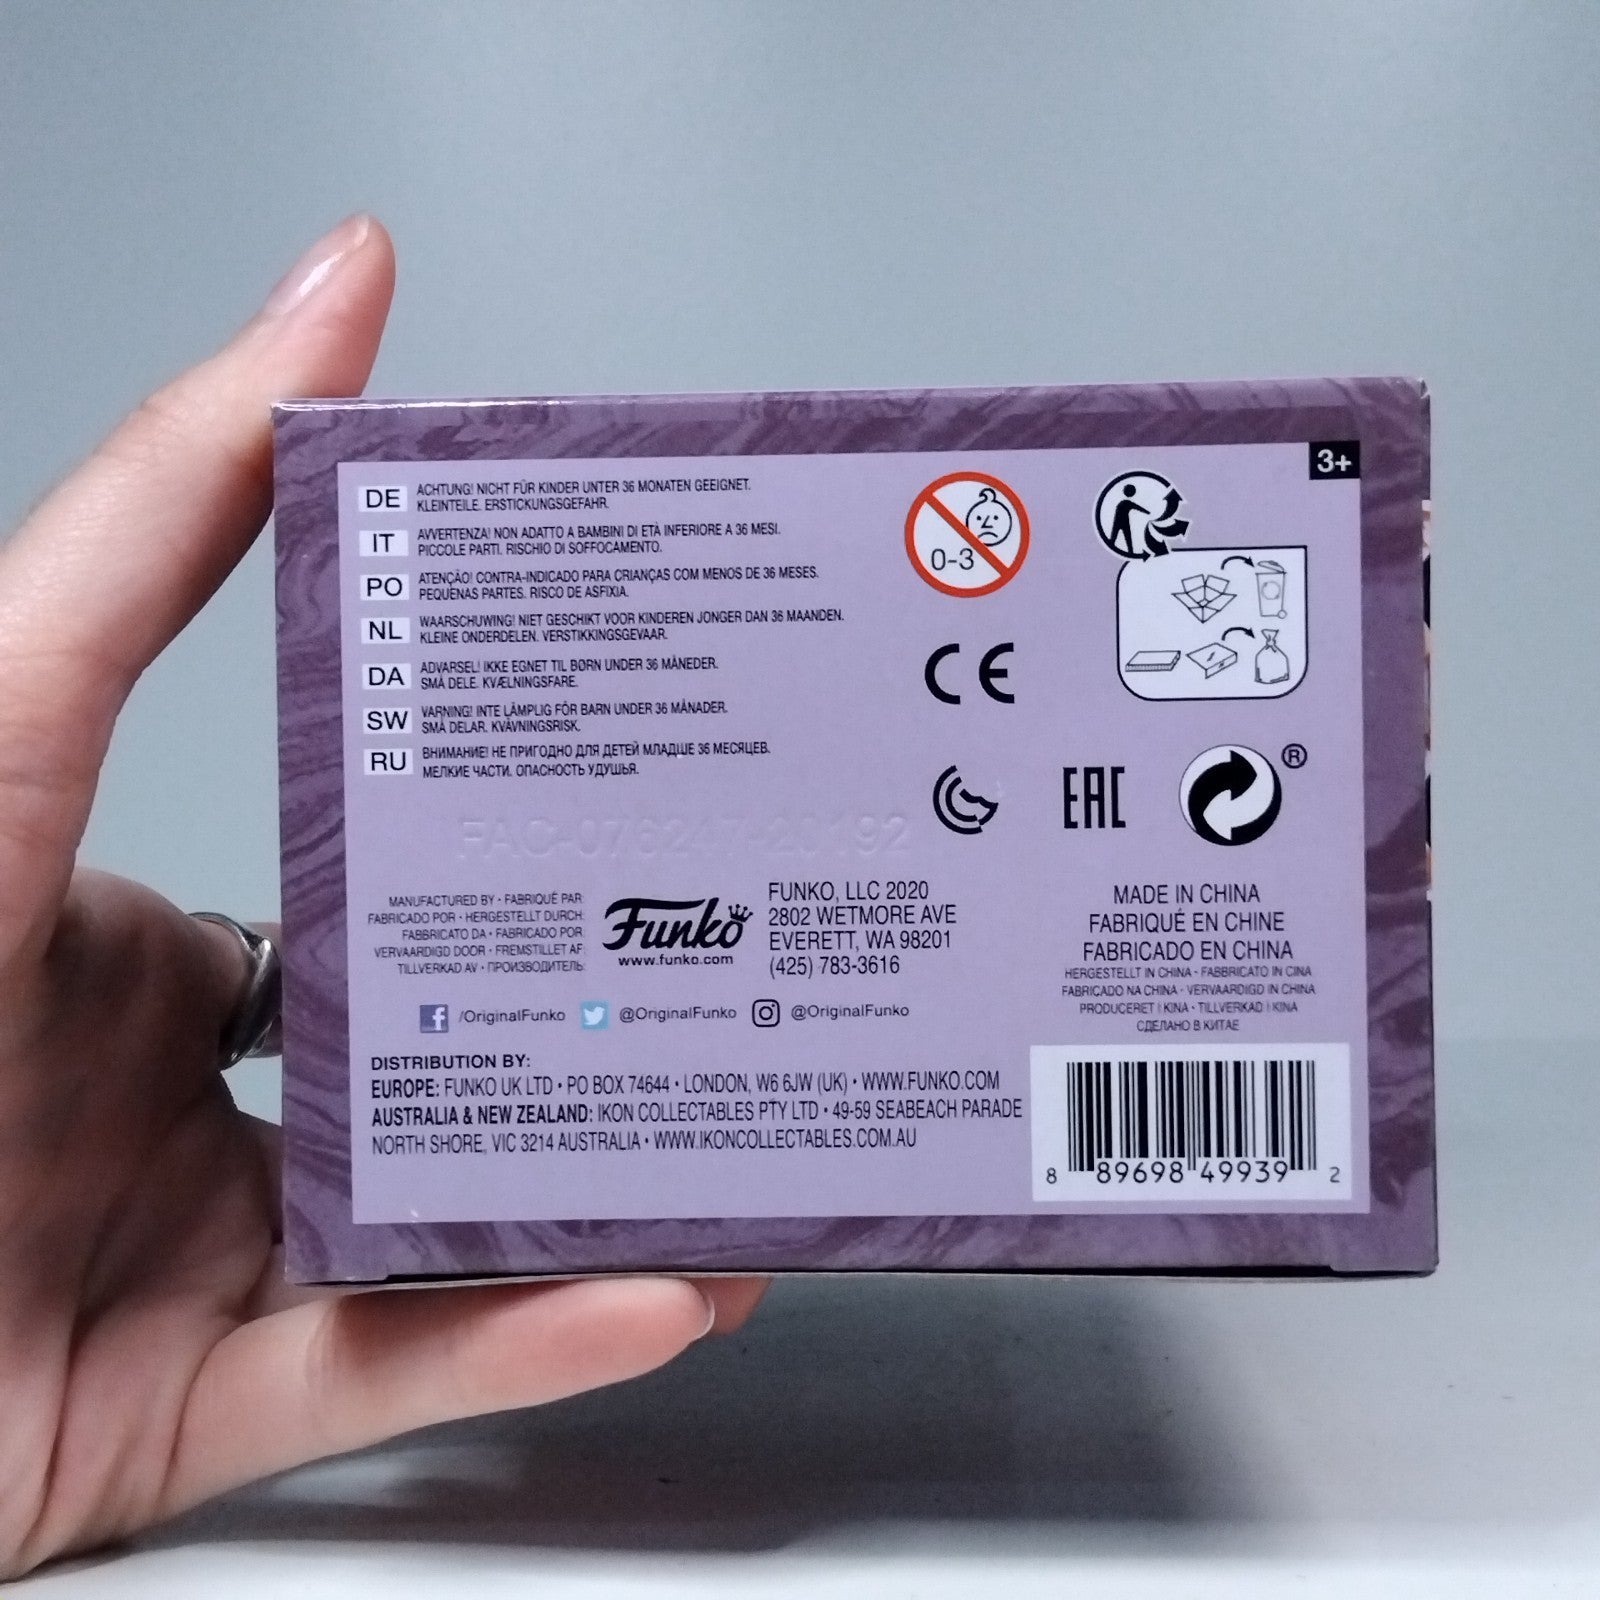 3+
DE
ACHTUNG! NICHT FÜR KINDER UNTER 36 MONATEN GEEIGNET.
KLEINTEILE. ERSTICKUNGSGEFAHR.
IT
AVVERTENZA! NON ADATTO A BAMBINI DI ETÀ INFERIORE A 36 MESI.
PICCOLE PARTI. RISCHIO DI SOFFOCAMENTO.
PO
ATENÇÃO! CONTRA-INDICADO PARA CRIANÇAS COM MENOS DE 36 MESES.
PEQUENAS PARTES. RISCO DE ASFIXIA.
NL
WAARSCHUWING! NIET GESCHIKT VOOR KINDEREN JONGER DAN 36 MAANDEN.
KLEINE ONDERDELEN. VERSTIKKINGSGEVAAR.
DA
ADVARSEL! IKKE EGNET TIL BØRN UNDER 36 MÅNEDER.
SMÅ DELE. KVÆLNINGSFARE.
SW
VARNING! INTE LÄMPLIG FÖR BARN UNDER 36 MÅNADER.
SMÅ DELAR. KVÄVNINGSRISK.
RU
ВНИМАНИЕ! НЕ ПРИГОДНО ДЛЯ ДЕТЕЙ МЛАДШЕ 36 МЕСЯЦЕВ.
МЕЛКИЕ ЧАСТИ. ОПАСНОСТЬ УДУШЬЯ.
0-3
CE
EAC
®
FAC-076247-20192
MANUFACTURED BY • FABRIQUÉ PAR:
FABRICADO POR • HERGESTELLT DURCH:
FABBRICATO DA • FABRICADO POR:
VERVAARDIGD DOOR • FREMSTILLET AF:
TILLVERKAD AV • ПРОИЗВОДИТЕЛЬ:
Funko
www.funko.com
FUNKO, LLC 2020
2802 WETMORE AVE
EVERETT, WA 98201
(425) 783-3616
MADE IN CHINA
FABRIQUÉ EN CHINE
FABRICADO EN CHINA
HERGESTELLT IN CHINA • FABBRICATO IN CINA
FABRICADO NA CHINA • VERVAARDIGD IN CHINA
PRODUCERET I KINA • TILLVERKAD I KINA
СДЕЛАНО В КИТАЕ
/OriginalFunko @OriginalFunko @OriginalFunko
DISTRIBUTION BY:
EUROPE: FUNKO UK LTD • PO BOX 74644 • LONDON, W6 6JW (UK) • WWW.FUNKO.COM
AUSTRALIA & NEW ZEALAND: IKON COLLECTABLES PTY LTD • 49-59 SEABEACH PARADE
NORTH SHORE, VIC 3214 AUSTRALIA • WWW.IKONCOLLECTABLES.COM.AU
8 89698 49939 2